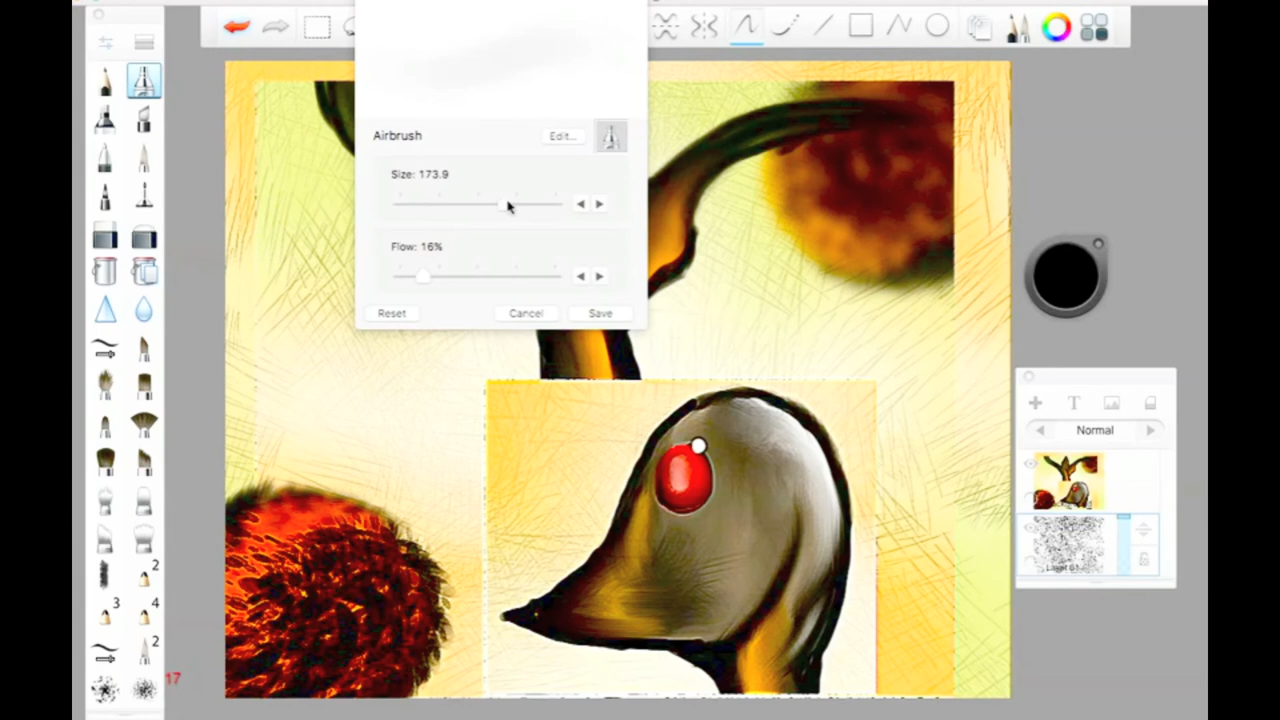 Airbrush
Edit...
Size: 173.9
Flow: 16%
Reset
Cancel
Save
T
Normal
2
3
4
2
17